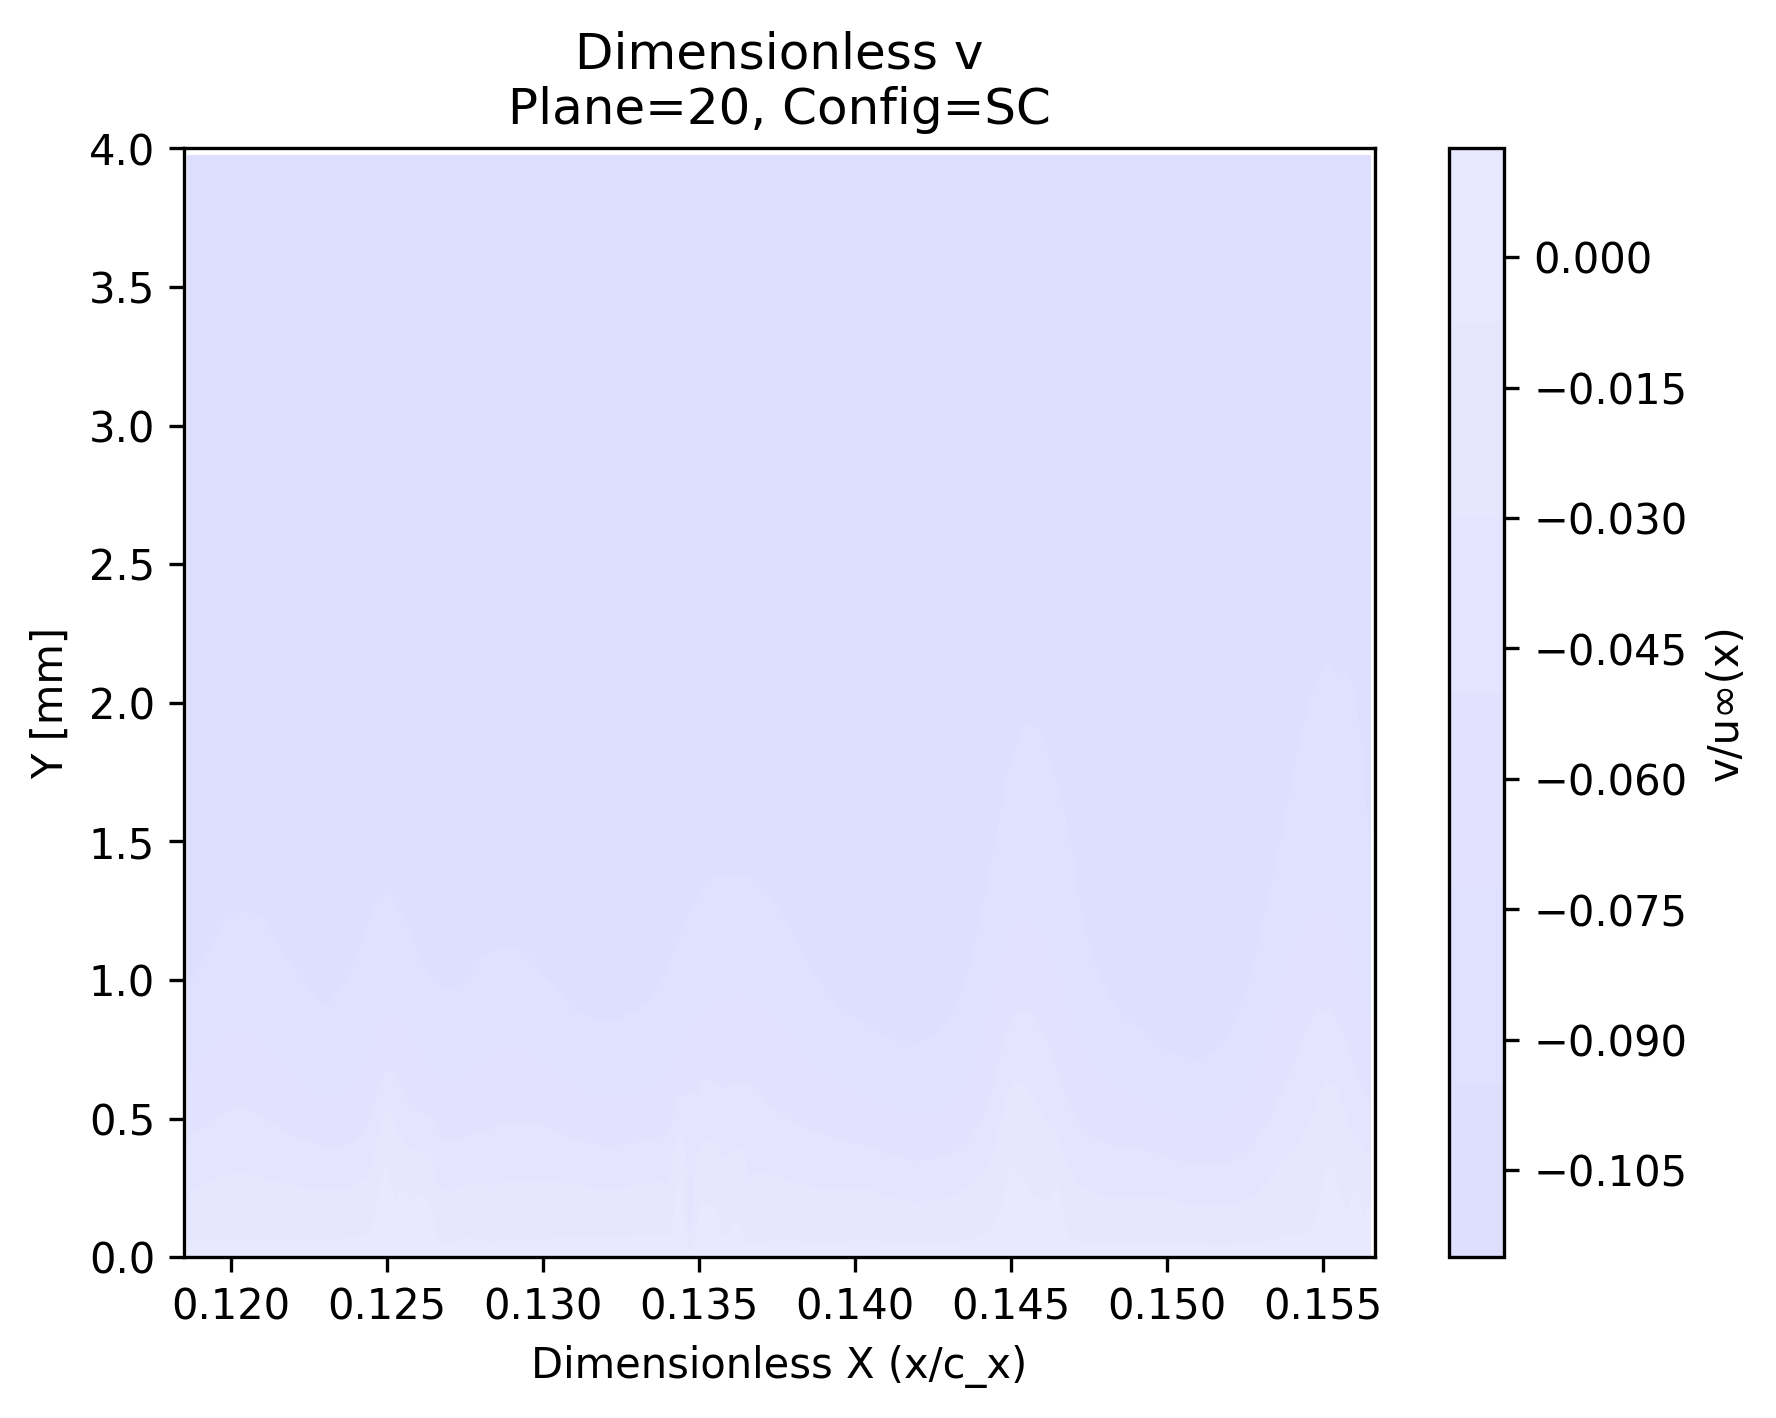 Dimensionless v
Plane=20, Config=SC
4.0
3.5
3.0
2.5
2.0
1.5
1.0
0.5
0.0
Y [mm]
0.120 0.125 0.130 0.135 0.140 0.145 0.150 0.155
Dimensionless X (x/c_x)
0.000
−0.015
−0.030
−0.045
−0.060
−0.075
−0.090
−0.105
v/u∞(x)